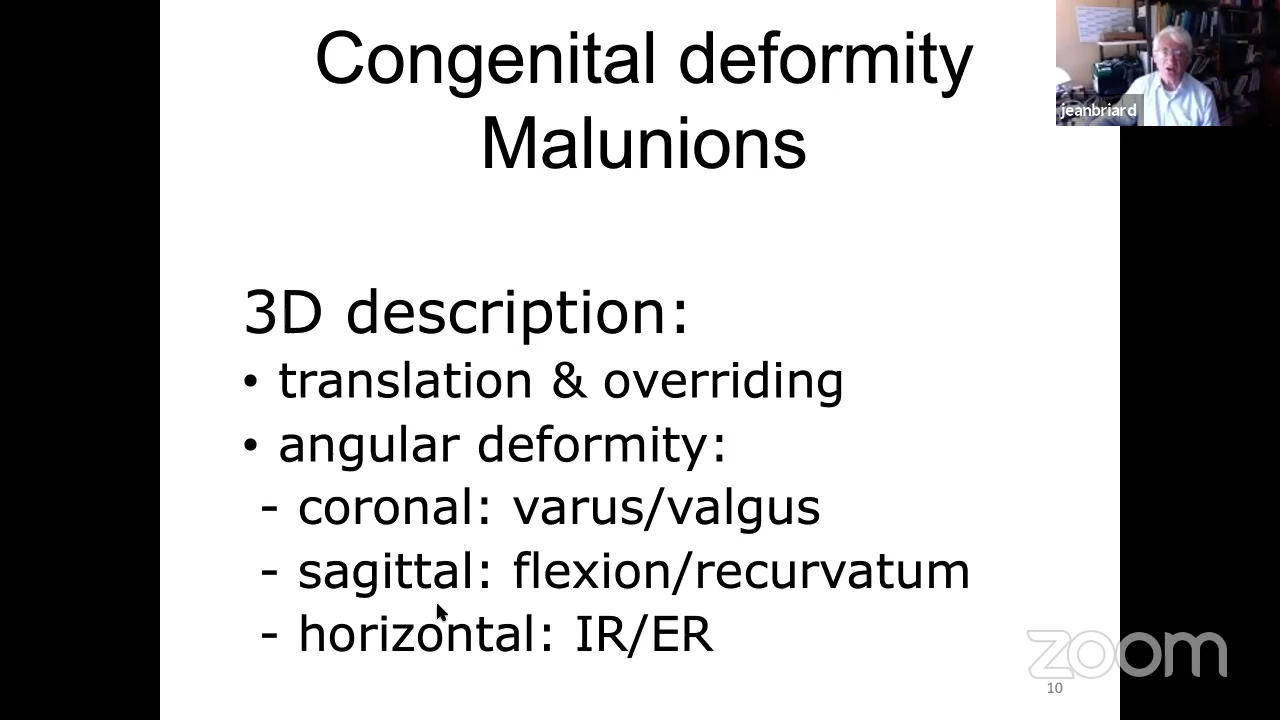 Congenital deformity
Malunions
jeanbriard
3D description:
• translation & overriding
• angular deformity:
- coronal: varus/valgus
- sagittal: flexion/recurvatum
- horizontal: IR/ER
zoom
10